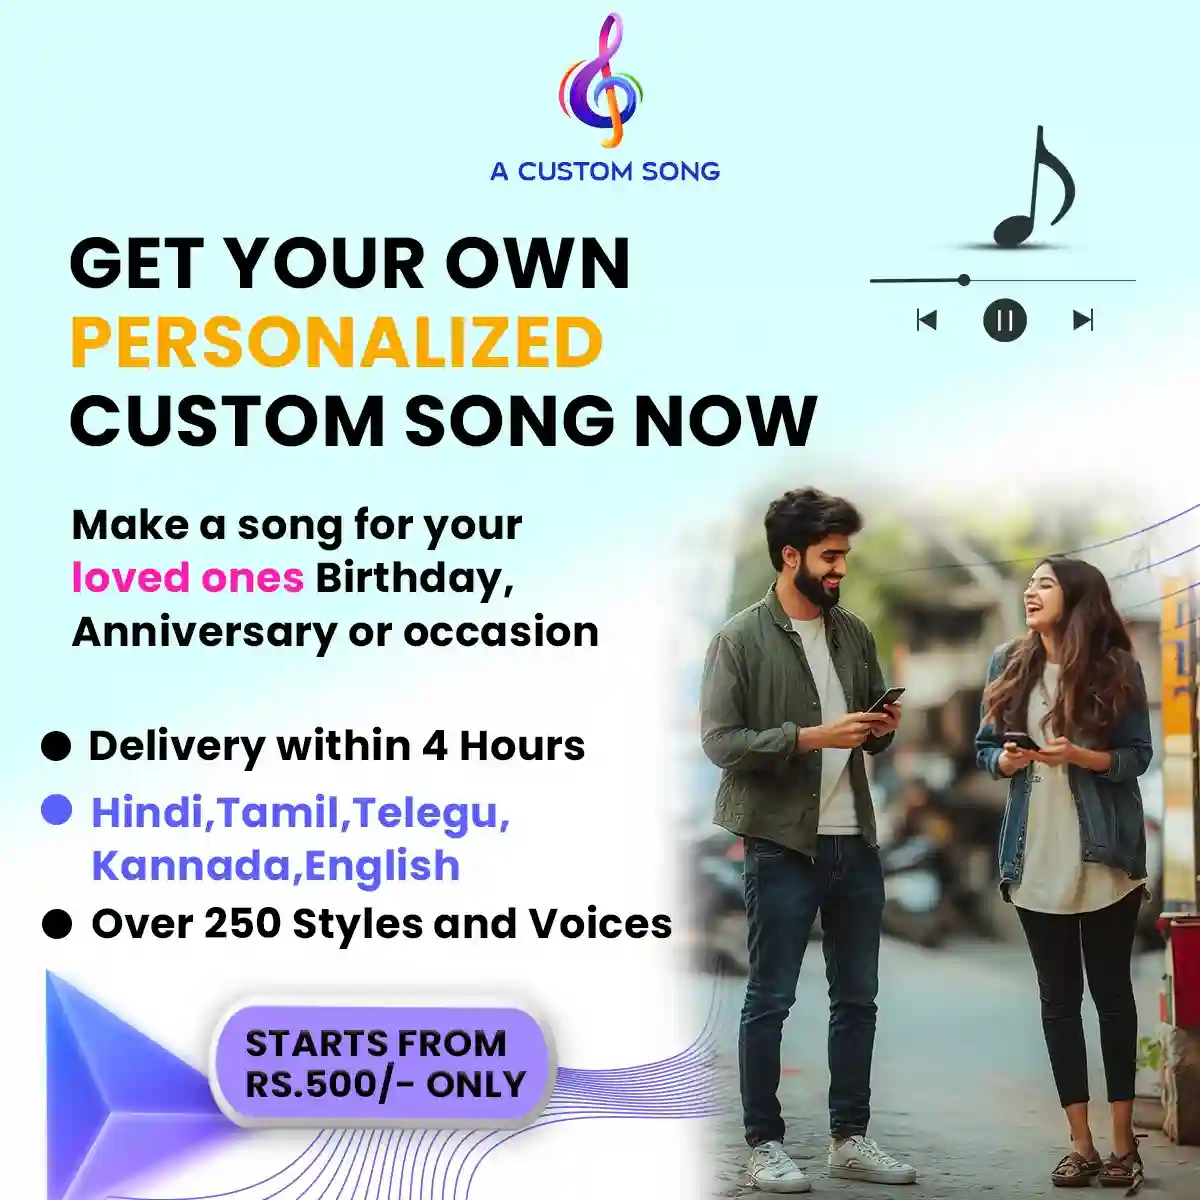 A CUSTOM SONG
GET YOUR OWN
PERSONALIZED
CUSTOM SONG NOW
Make a song for your
loved ones Birthday,
Anniversary or occasion
Delivery within 4 Hours
Hindi,Tamil,Telegu,
Kannada,English
Over 250 Styles and Voices
STARTS FROM
RS.500/- ONLY